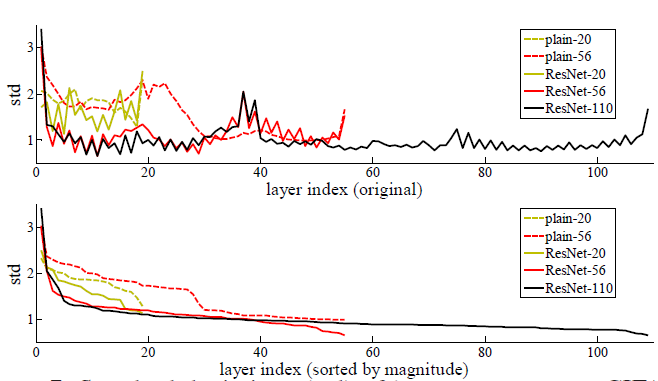 3
2
1
std
plain-20
plain-56
ResNet-20
ResNet-56
ResNet-110
0 20 40 60 80 100
layer index (original)
3
2
1
std
plain-20
plain-56
ResNet-20
ResNet-56
ResNet-110
0 20 40 60 80 100
layer index (sorted by magnitude)